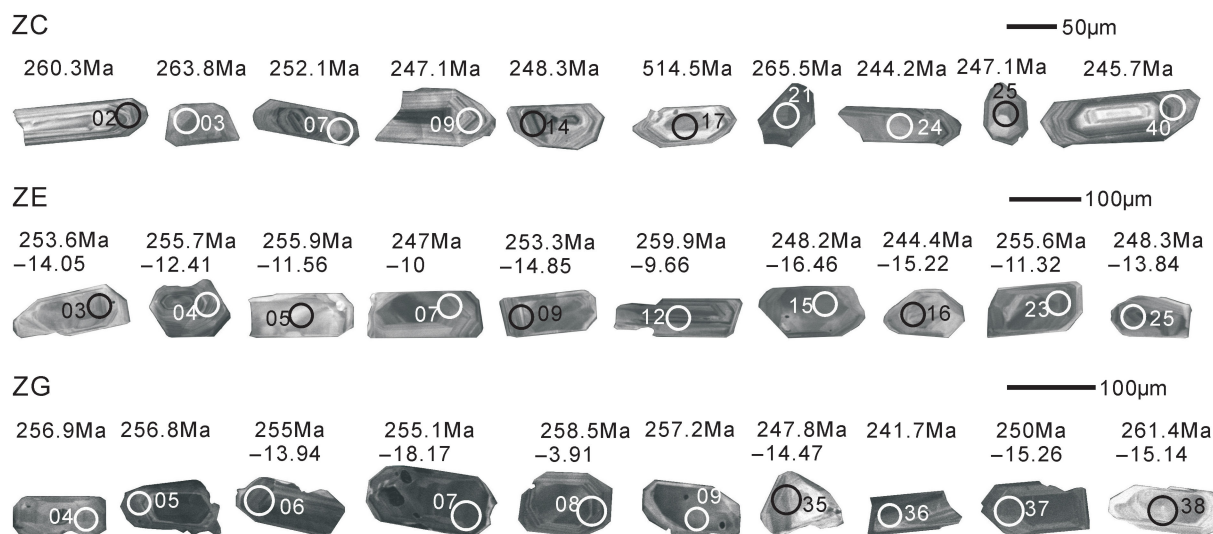 ZC
50µm
260.3Ma 263.8Ma 252.1Ma 247.1Ma 248.3Ma 514.5Ma 265.5Ma 244.2Ma 247.1Ma 245.7Ma
02 03 07 09 14 17 21 24 25 40
ZE
100µm
253.6Ma 255.7Ma 255.9Ma 247Ma 253.3Ma 259.9Ma 248.2Ma 244.4Ma 255.6Ma 248.3Ma
–14.05 –12.41 –11.56 –10 –14.85 –9.66 –16.46 –15.22 –11.32 –13.84
03 04 05 07 09 12 15 16 23 25
ZG
100µm
256.9Ma 256.8Ma 255Ma 255.1Ma 258.5Ma 257.2Ma 247.8Ma 241.7Ma 250Ma 261.4Ma
–13.94 –18.17 –3.91 –14.47 –15.26 –15.14
04 05 06 07 08 09 35 36 37 38